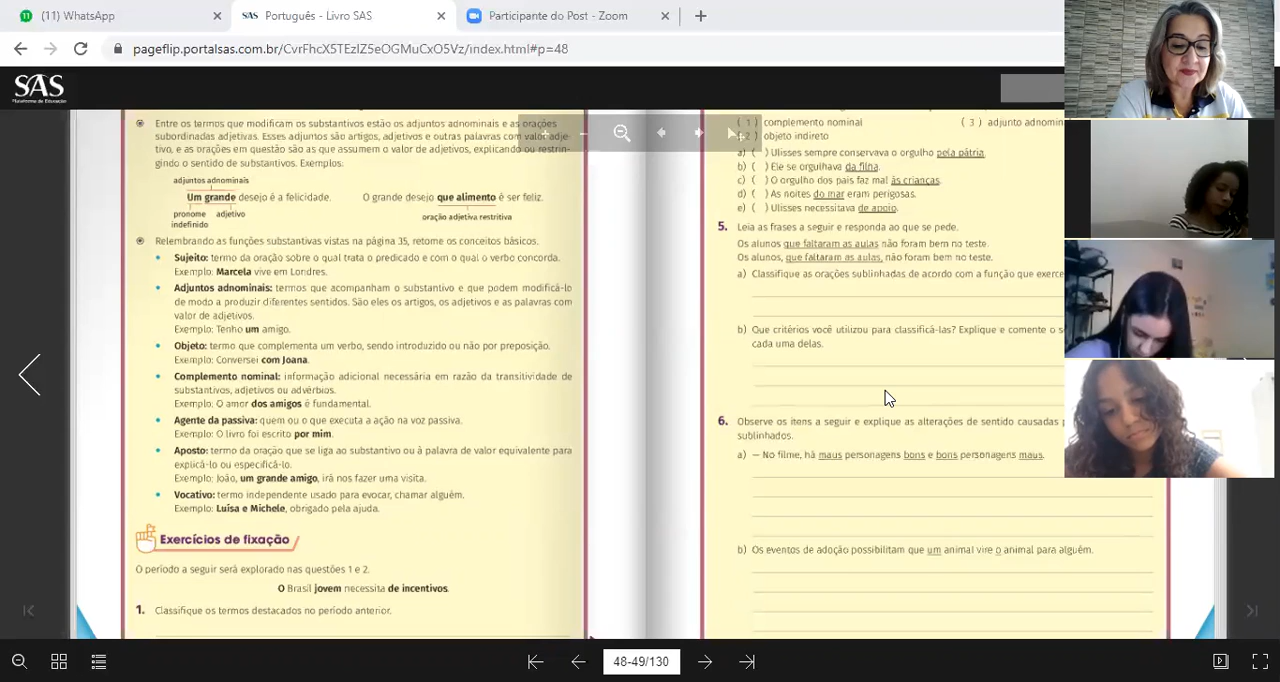 (11) WhatsApp
SAS Português - Livro SAS
Participante do Post - Zoom
pageflip.portalsas.com.br/CvrFhcX5TEzIZ5eOGMuCxO5Vz/index.html#p=48
SAS
Plataforma de Educação
Entre os termos que modificam os substantivos estão os adjuntos adnominais e as orações
subordinadas adjetivas. Esses adjuntos são artigos, adjetivos e outras palavras com valor adje-
tivo, e as orações em questão são as que assumem o valor de adjetivos, explicando ou restrin-
gindo o sentido de substantivos. Exemplos:
adjuntos adnominais
Um grande desejo é a felicidade.
pronome adjetivo
indefinido
O grande desejo que alimento é ser feliz.
oração adjetiva restritiva
Relembrando as funções substantivas vistas na página 35, retome os conceitos básicos.
• Sujeito: termo da oração sobre o qual trata o predicado e com o qual o verbo concorda.
Exemplo: Marcela vive em Londres.
• Adjuntos adnominais: termos que acompanham o substantivo e que podem modificá-lo
de modo a produzir diferentes sentidos. São eles os artigos, os adjetivos e as palavras com
valor de adjetivos.
Exemplo: Tenho um amigo.
• Objeto: termo que complementa um verbo, sendo introduzido ou não por preposição.
Exemplo: Conversei com Joana.
• Complemento nominal: informação adicional necessária em razão da transitividade de
substantivos, adjetivos ou advérbios.
Exemplo: O amor dos amigos é fundamental.
• Agente da passiva: quem ou o que executa a ação na voz passiva.
Exemplo: O livro foi escrito por mim.
• Aposto: termo da oração que se liga ao substantivo ou à palavra de valor equivalente para
explicá-lo ou especificá-lo.
Exemplo: João, um grande amigo, irá nos fazer uma visita.
• Vocativo: termo independente usado para evocar, chamar alguém.
Exemplo: Luísa e Michele, obrigado pela ajuda.
Exercícios de fixação
O período a seguir será explorado nas questões 1 e 2.
O Brasil jovem necessita de incentivos.
1. Classifique os termos destacados no período anterior.
( 1 ) complemento nominal ( 3 ) adjunto adnomin
2 ) objeto indireto
a) ( ) Ulisses sempre conservava o orgulho pela pátria.
b) ( ) Ele se orgulhava da filha.
c) ( ) O orgulho dos pais faz mal às crianças.
d) ( ) As noites do mar eram perigosas.
e) ( ) Ulisses necessitava de apoio.
5. Leia as frases a seguir e responda ao que se pede.
Os alunos que faltaram as aulas não foram bem no teste.
Os alunos, que faltaram as aulas, não foram bem no teste.
a) Classifique as orações sublinhadas de acordo com a função que exerce
b) Que critérios você utilizou para classificá-las? Explique e comente o s
cada uma delas.
6. Observe os itens a seguir e explique as alterações de sentido causadas p
sublinhados.
a) — No filme, há maus personagens bons e bons personagens maus.
b) Os eventos de adoção possibilitam que um animal vire o animal para alguém.
48-49/130